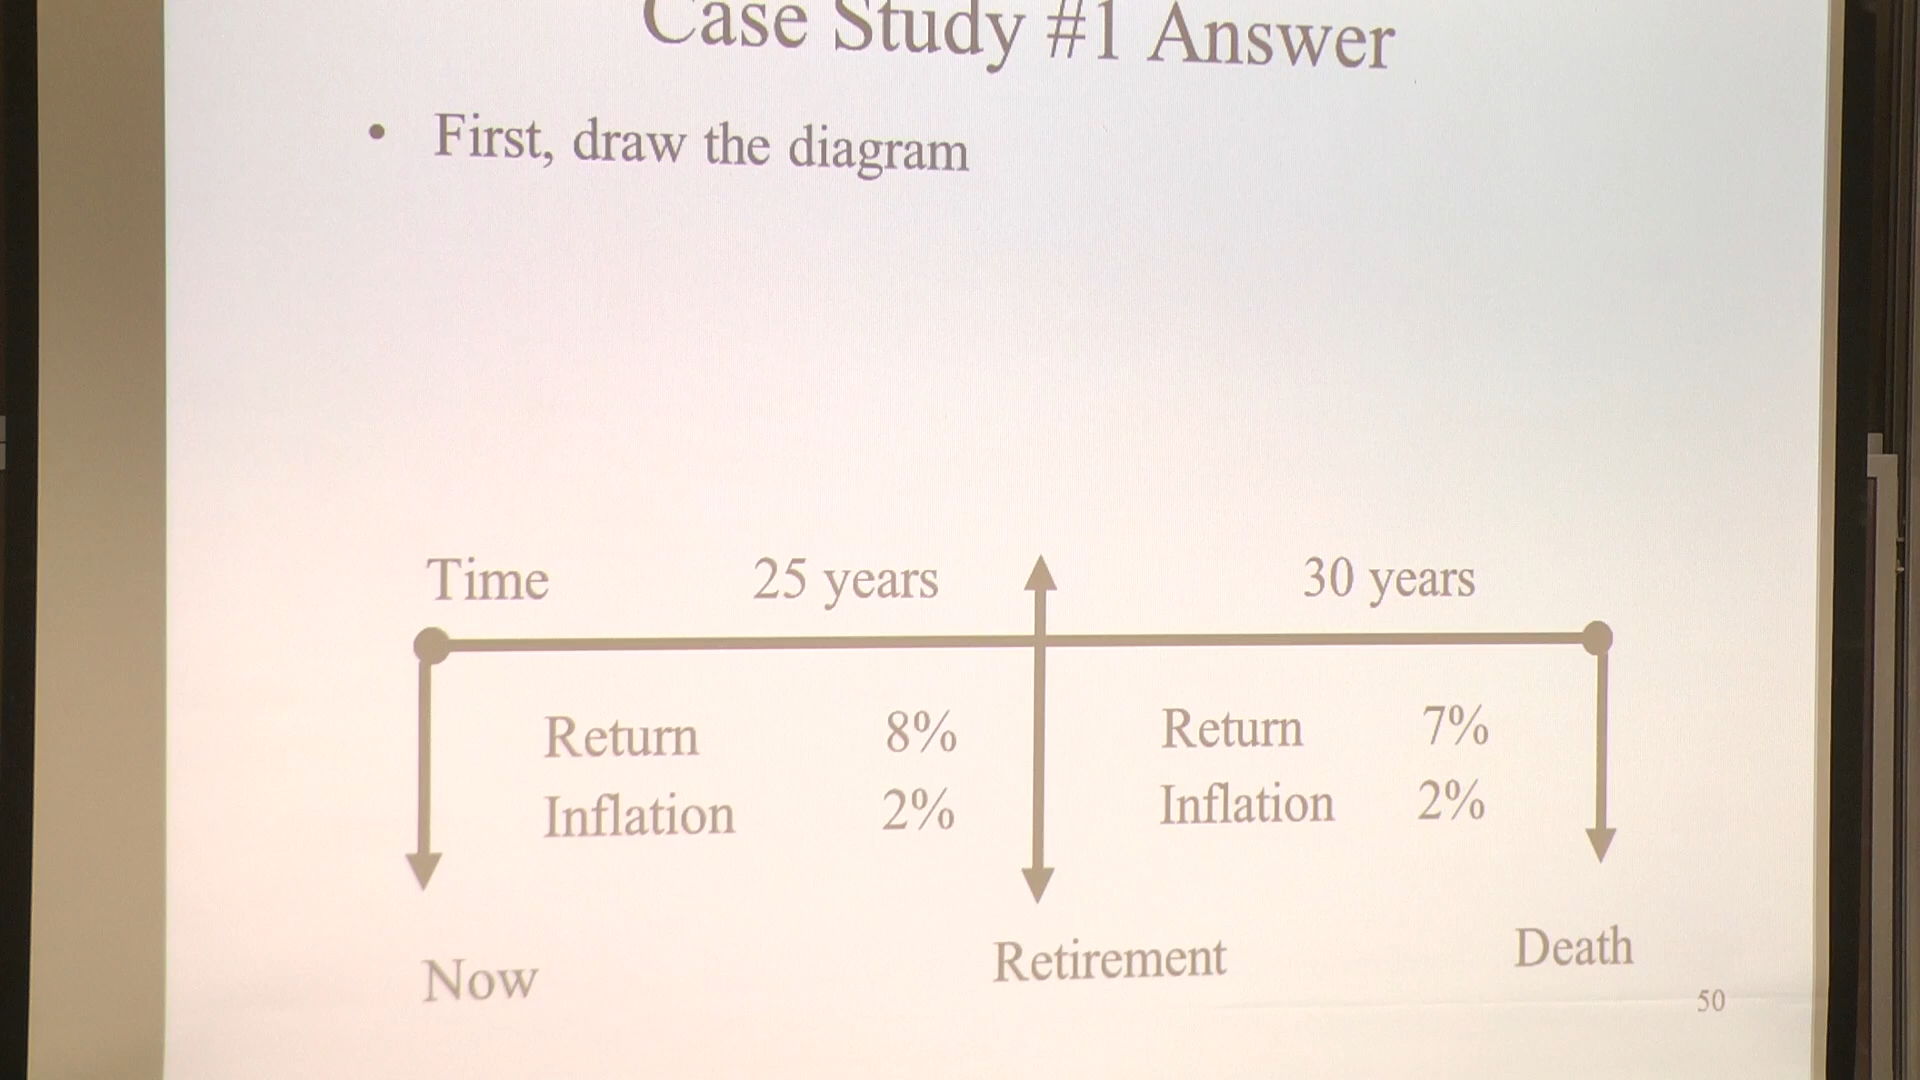 Case Study #1 Answer
• First, draw the diagram
Time 25 years 30 years
Return 8% Return 7%
Inflation 2% Inflation 2%
Now Retirement Death
50